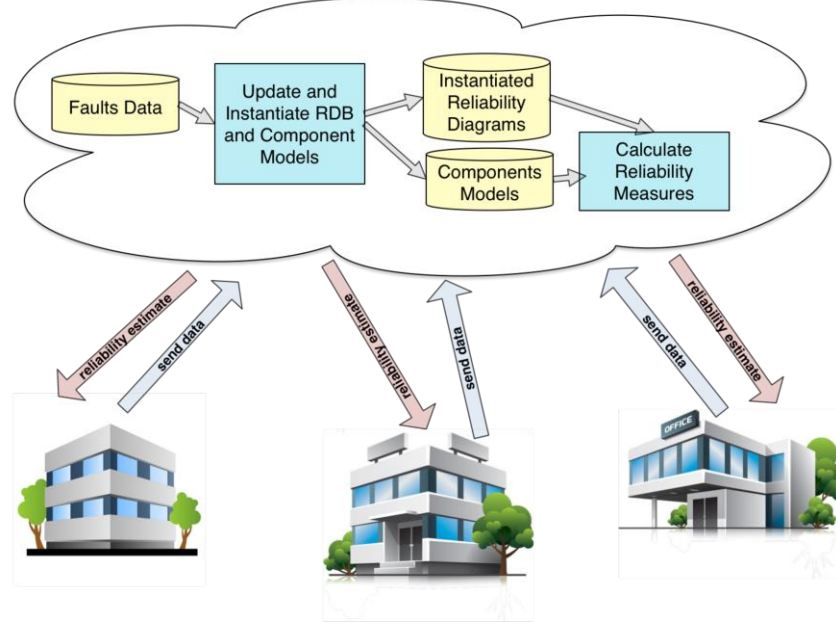 Faults Data
Update and
Instantiate RDB
and Component
Models
Instantiated
Reliability
Diagrams
Components
Models
Calculate
Reliability
Measures
reliability estimate
send data
reliability estimate
send data
send data
reliability estimate
OFFICE